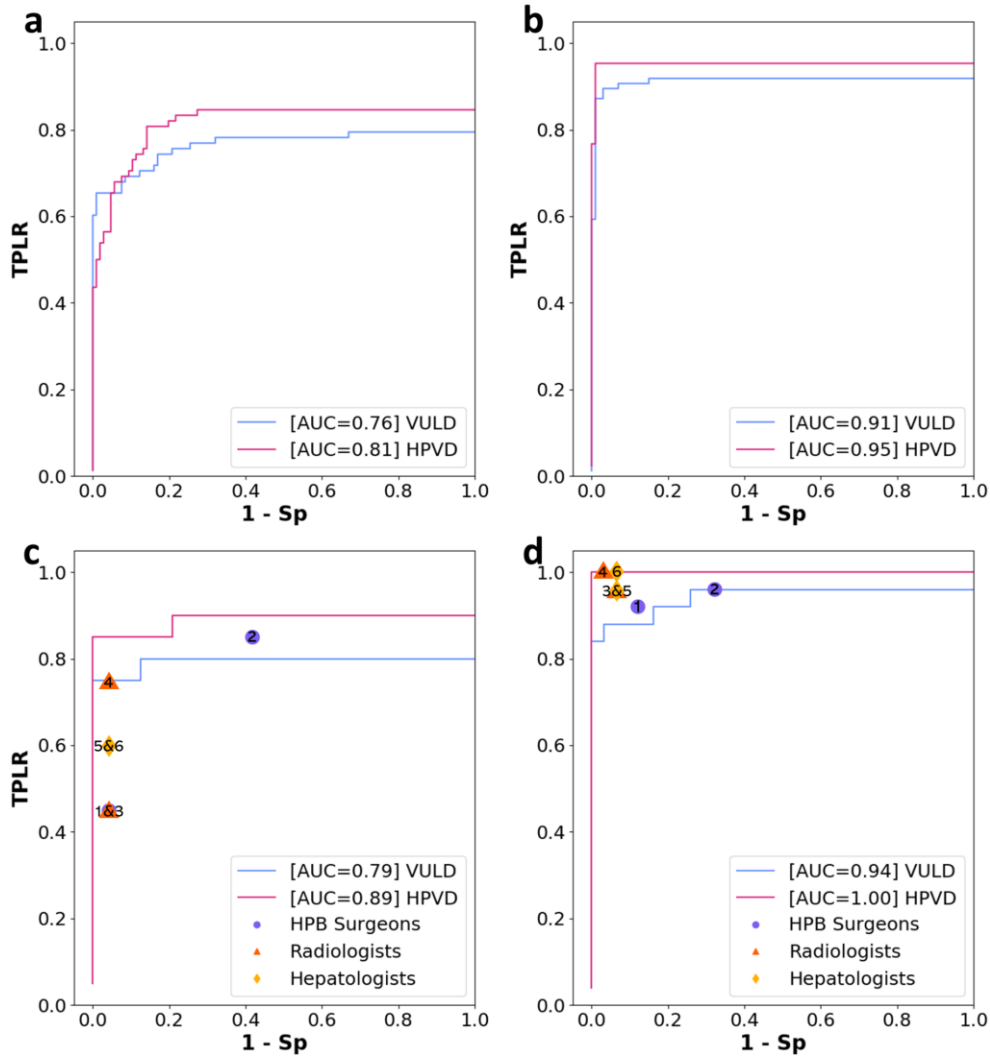 a
1.0
0.8
0.6
0.4
0.2
0.0
TPLR
[AUC=0.76] VULD
[AUC=0.81] HPVD
0.0 0.2 0.4 0.6 0.8 1.0
1 - Sp
b
1.0
0.8
0.6
0.4
0.2
0.0
TPLR
[AUC=0.91] VULD
[AUC=0.95] HPVD
0.0 0.2 0.4 0.6 0.8 1.0
1 - Sp
c
1.0
0.8
0.6
0.4
0.2
0.0
TPLR
2
4
5&6
1&3
[AUC=0.79] VULD
[AUC=0.89] HPVD
HPB Surgeons
Radiologists
Hepatologists
0.0 0.2 0.4 0.6 0.8 1.0
1 - Sp
d
1.0
0.8
0.6
0.4
0.2
0.0
TPLR
4 6
3&5
2
1
[AUC=0.94] VULD
[AUC=1.00] HPVD
HPB Surgeons
Radiologists
Hepatologists
0.0 0.2 0.4 0.6 0.8 1.0
1 - Sp